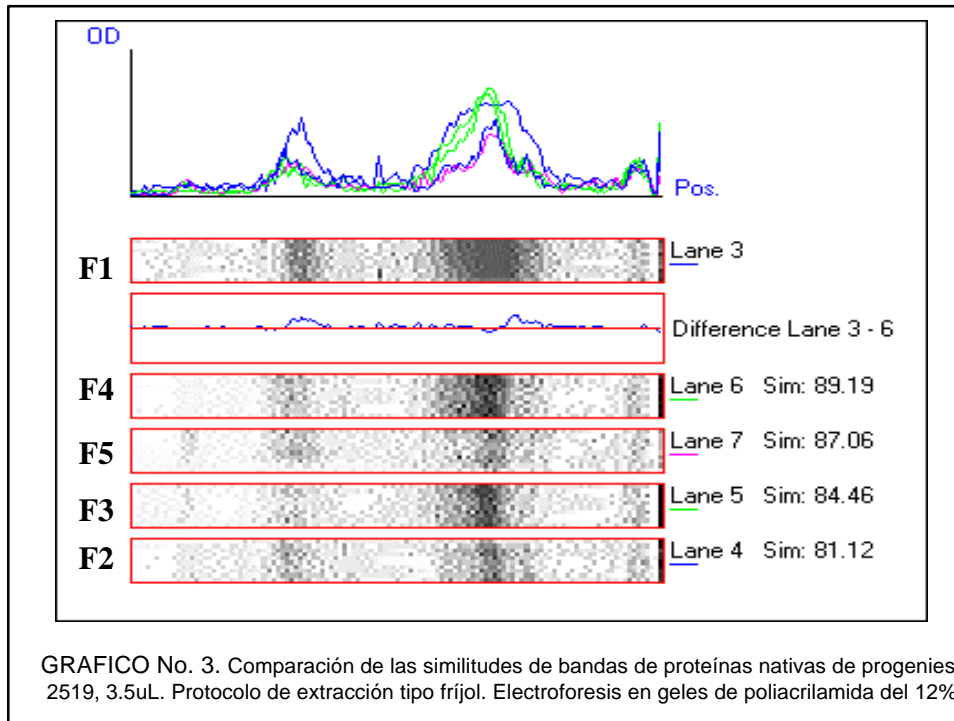 OD
Pos.
F1 Lane 3
Difference Lane 3 - 6
F4 Lane 6 Sim: 89.19
F5 Lane 7 Sim: 87.06
F3 Lane 5 Sim: 84.46
F2 Lane 4 Sim: 81.12
GRAFICO No. 3. Comparación de las similitudes de bandas de proteínas nativas de progenies
2519, 3.5uL. Protocolo de extracción tipo fríjol. Electroforesis en geles de poliacrilamida del 12%